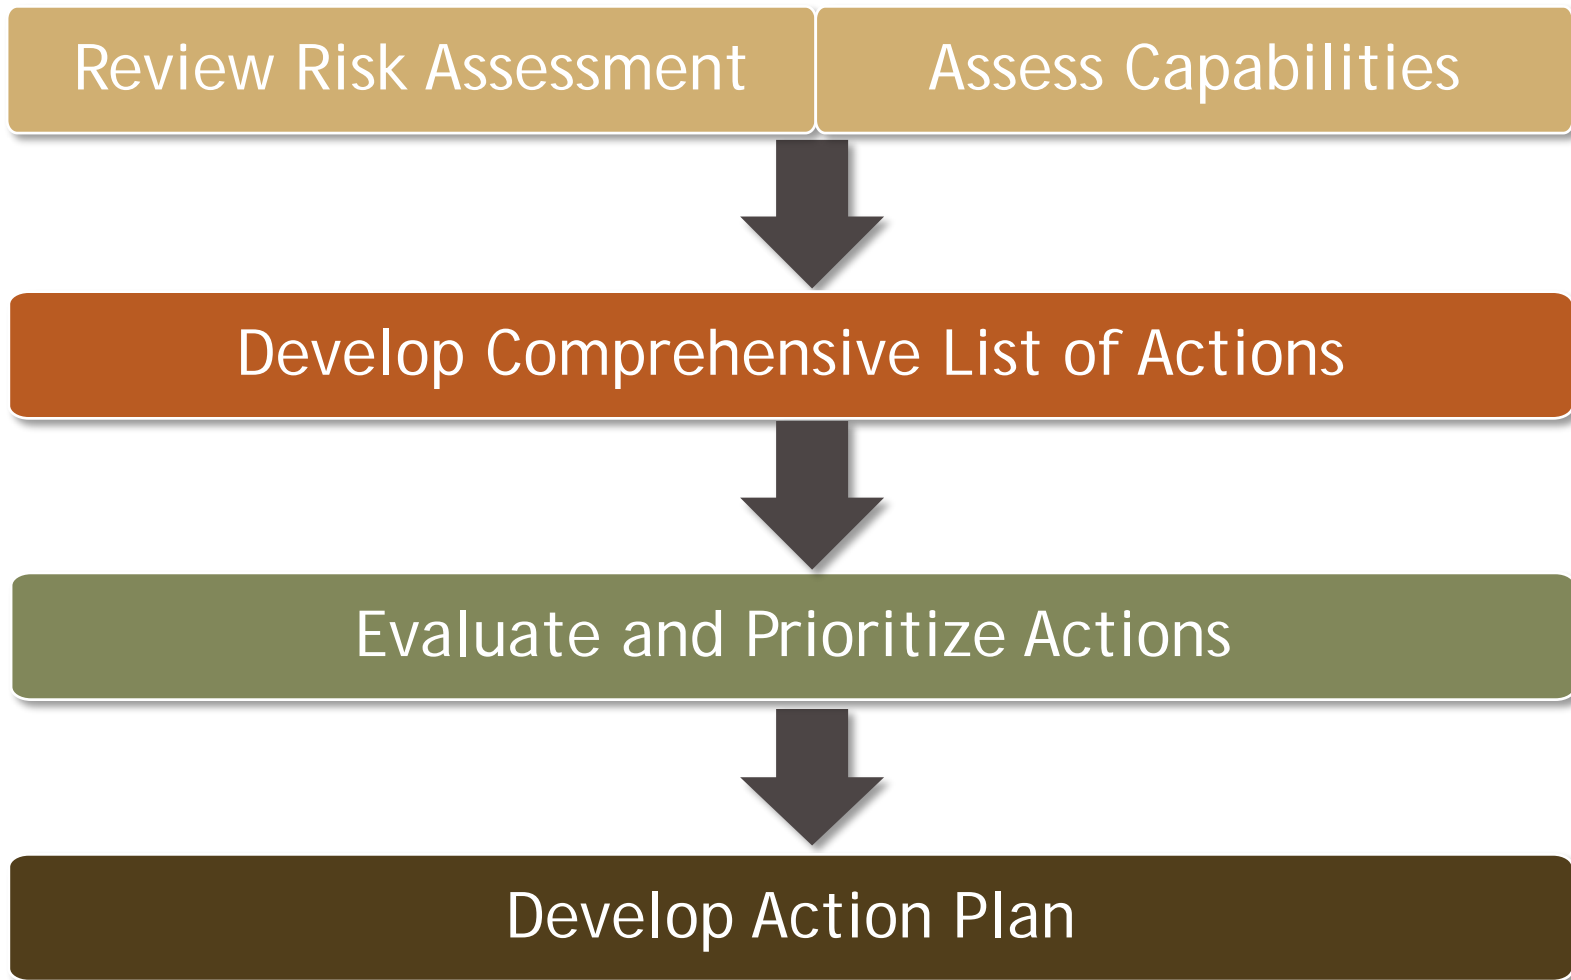 Review Risk Assessment
Assess Capabilities
Develop Comprehensive List of Actions
Evaluate and Prioritize Actions
Develop Action Plan